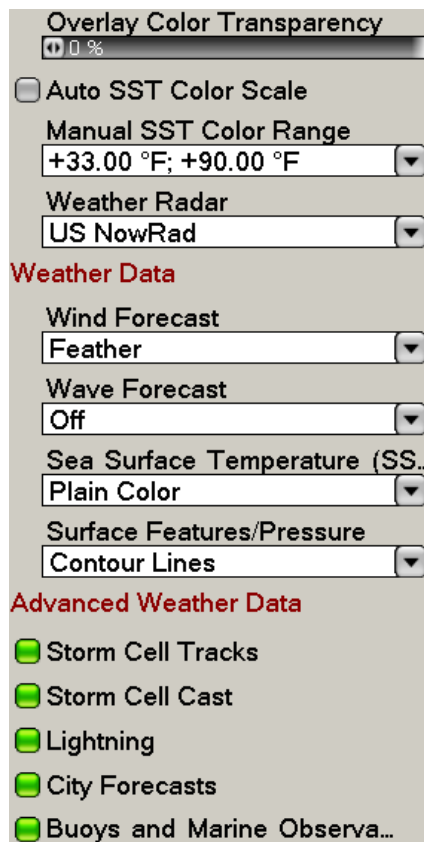 Overlay Color Transparency
0 %
Auto SST Color Scale
Manual SST Color Range
+33.00 °F; +90.00 °F
Weather Radar
US NowRad
Weather Data
Wind Forecast
Feather
Wave Forecast
Off
Sea Surface Temperature (SS..
Plain Color
Surface Features/Pressure
Contour Lines
Advanced Weather Data
Storm Cell Tracks
Storm Cell Cast
Lightning
City Forecasts
Buoys and Marine Observa...